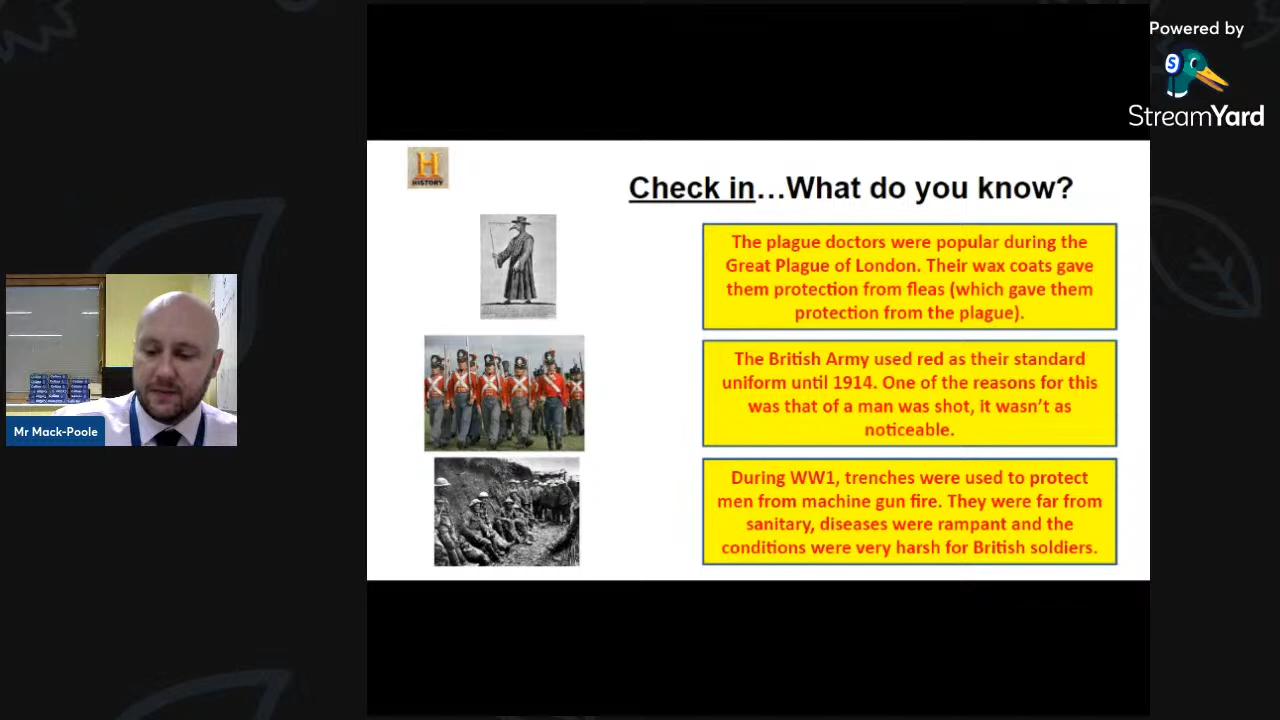 Powered by
S
StreamYard
H
HISTORY
Check in...What do you know?
The plague doctors were popular during the
Great Plague of London. Their wax coats gave
them protection from fleas (which gave them
protection from the plague).
The British Army used red as their standard
uniform until 1914. One of the reasons for this
was that of a man was shot, it wasn't as
noticeable.
During WW1, trenches were used to protect
men from machine gun fire. They were far from
sanitary, diseases were rampant and the
conditions were very harsh for British soldiers.
Mr Mack-Poole